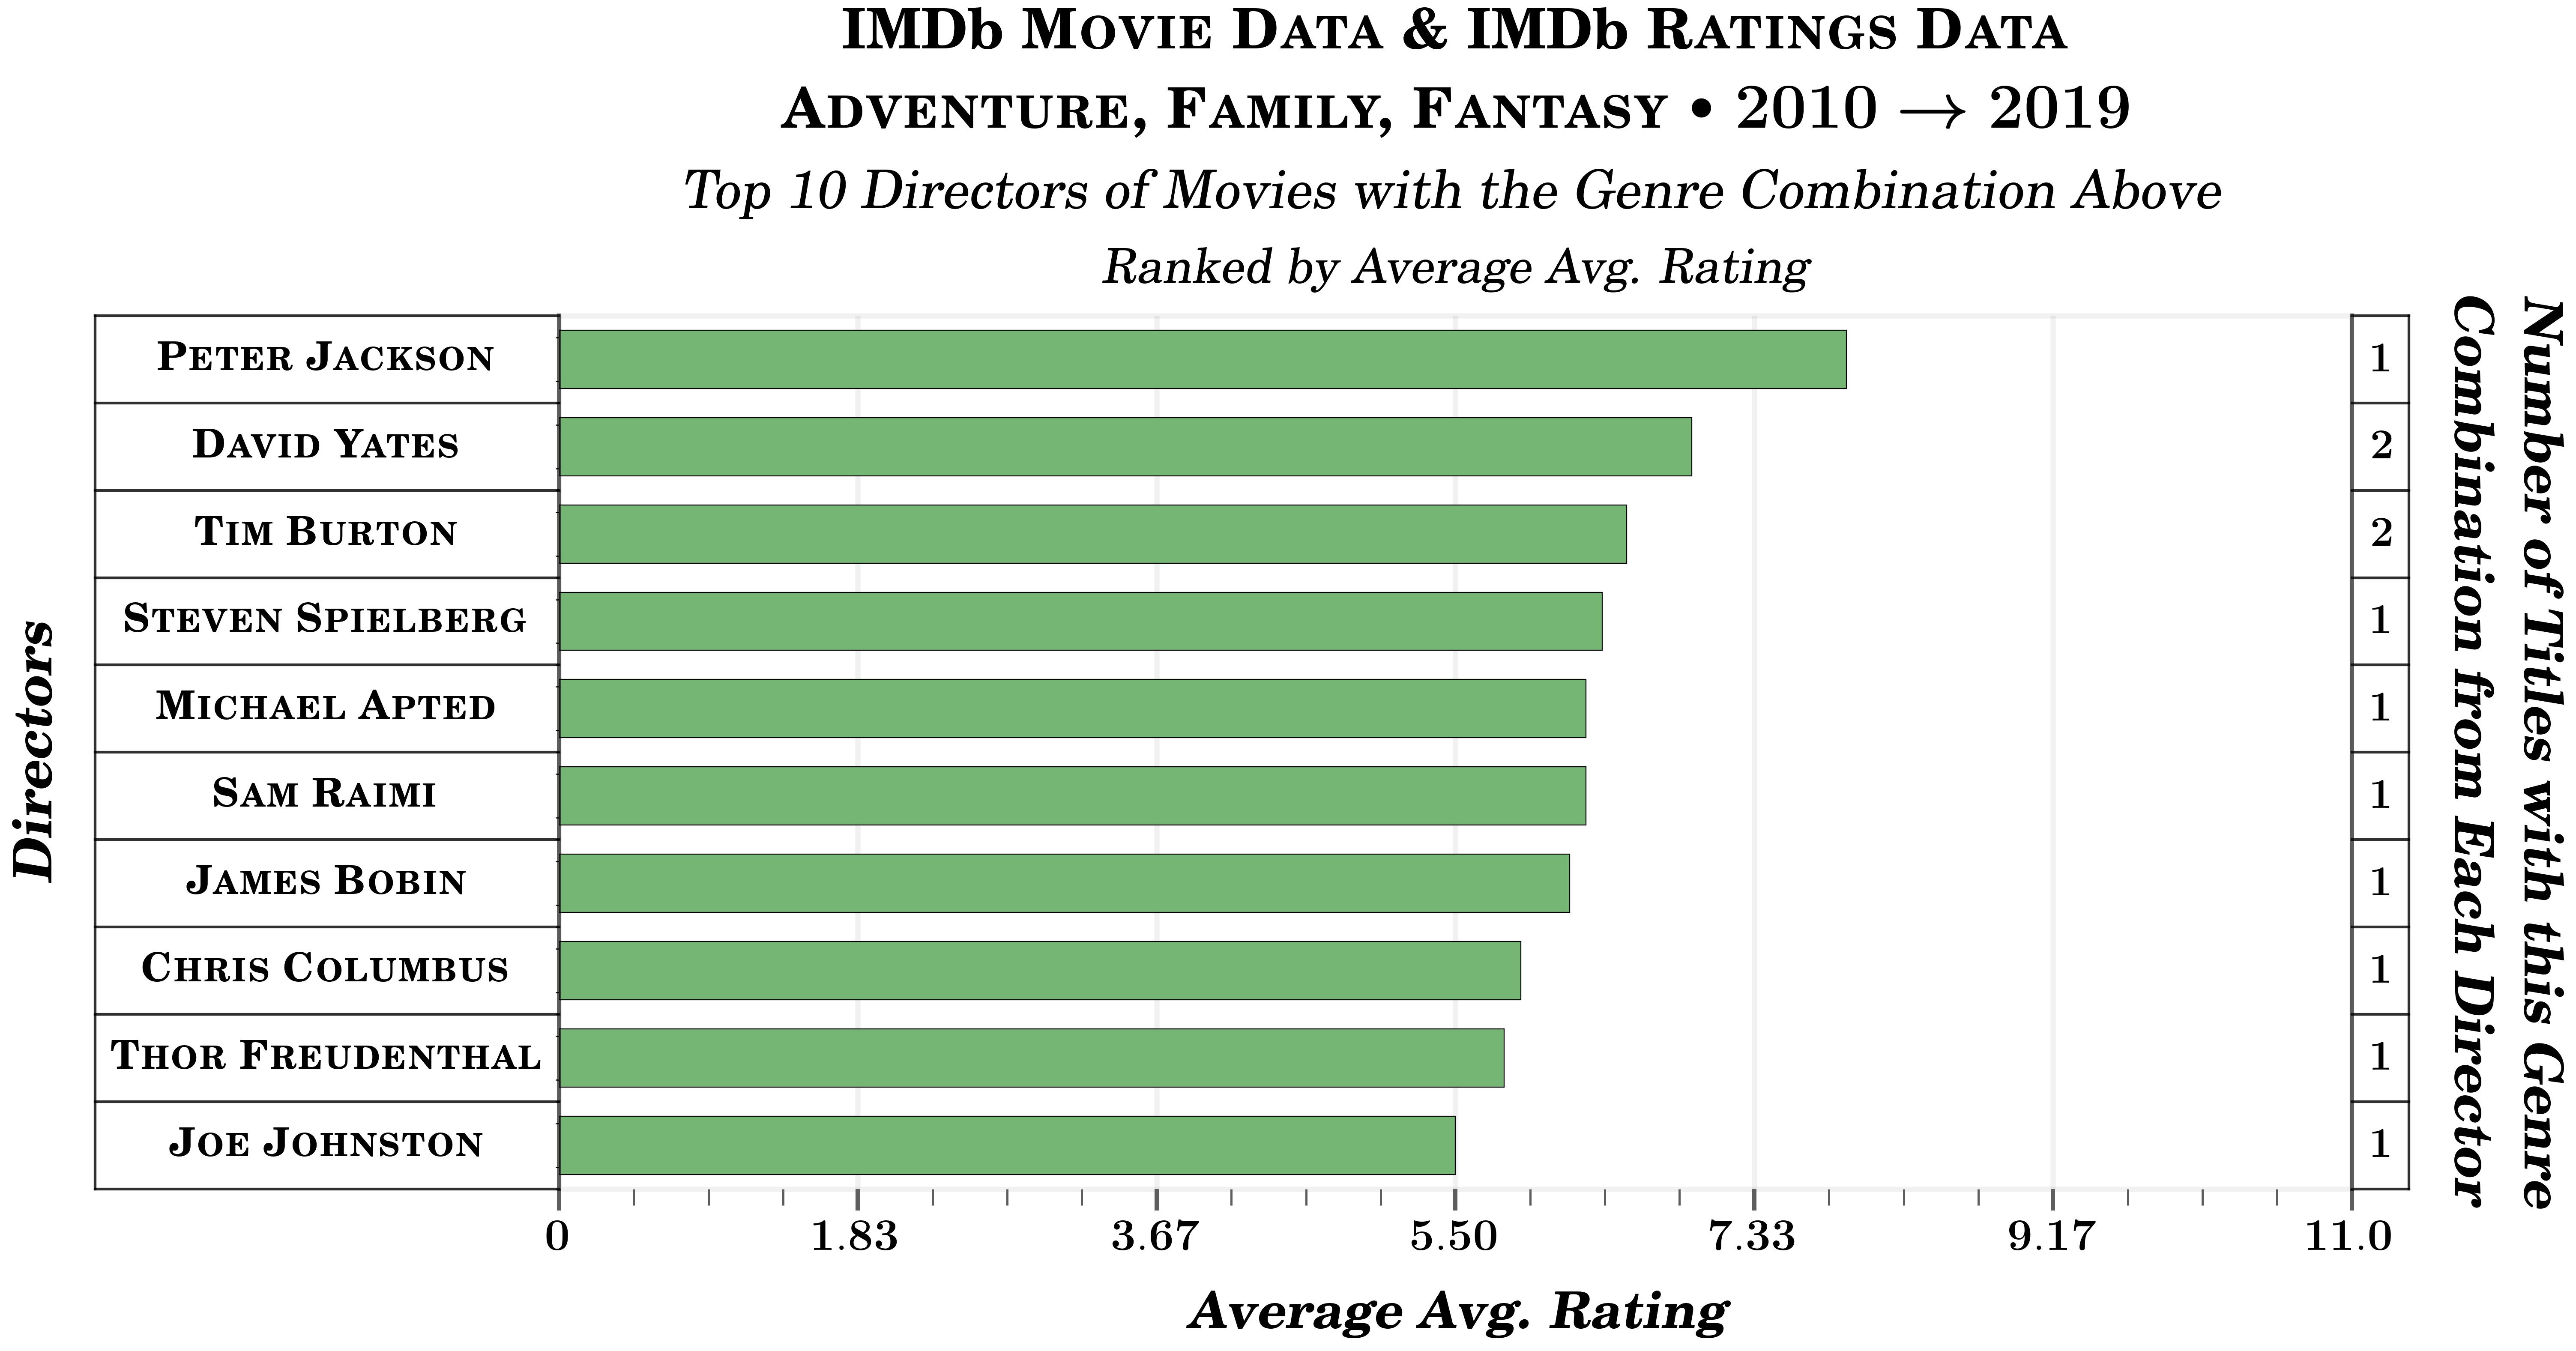 IMDb Movie Data & IMDb Ratings Data
Adventure, Family, Fantasy • 2010 → 2019
Top 10 Directors of Movies with the Genre Combination Above
Ranked by Average Avg. Rating
Directors
Peter Jackson
1
David Yates
2
Tim Burton
2
Steven Spielberg
1
Michael Apted
1
Sam Raimi
1
James Bobin
1
Chris Columbus
1
Thor Freudenthal
1
Joe Johnston
1
Number of Titles with this Genre
Combination from Each Director
0 1.83 3.67 5.50 7.33 9.17 11.0
Average Avg. Rating